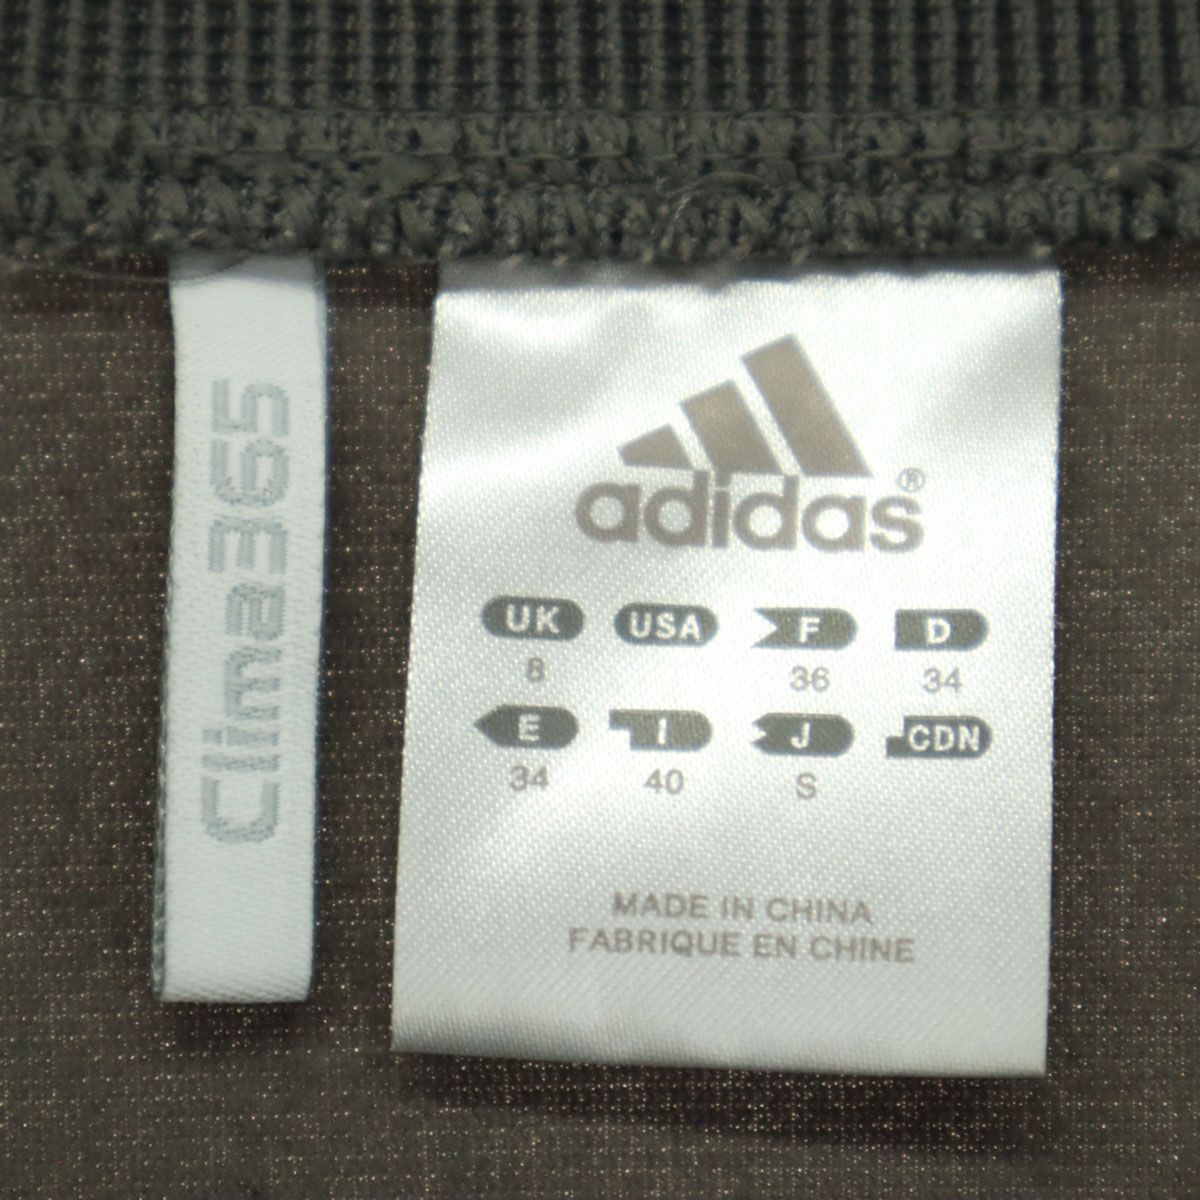 Clima365
adidas®
UK USA F D
8 36 34
E I J CDN
34 40 S
MADE IN CHINA
FABRIQUE EN CHINE